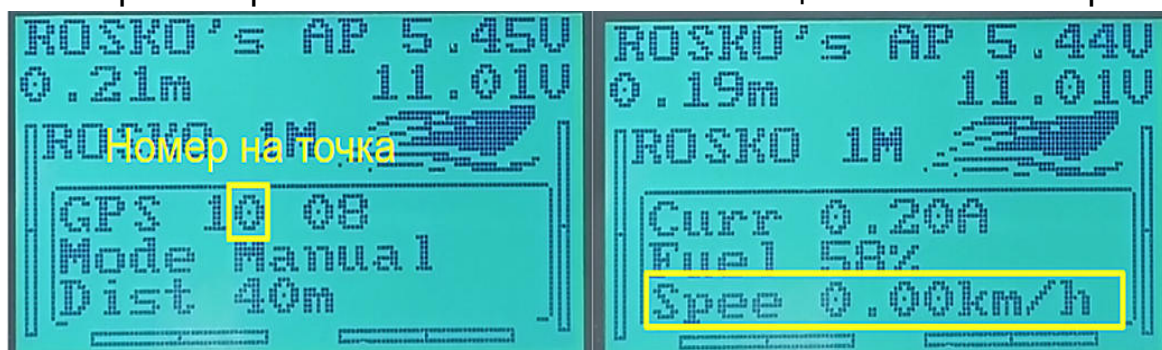 ROSKO's AP 5.45V
0.21m 11.01V
ROSKO 1M
Номер на точка
GPS 10 08
Mode Manual
Dist 40m
ROSKO's AP 5.44V
0.19m 11.01V
ROSKO 1M
Curr 0.20A
Fuel 58%
Spee 0.00km/h